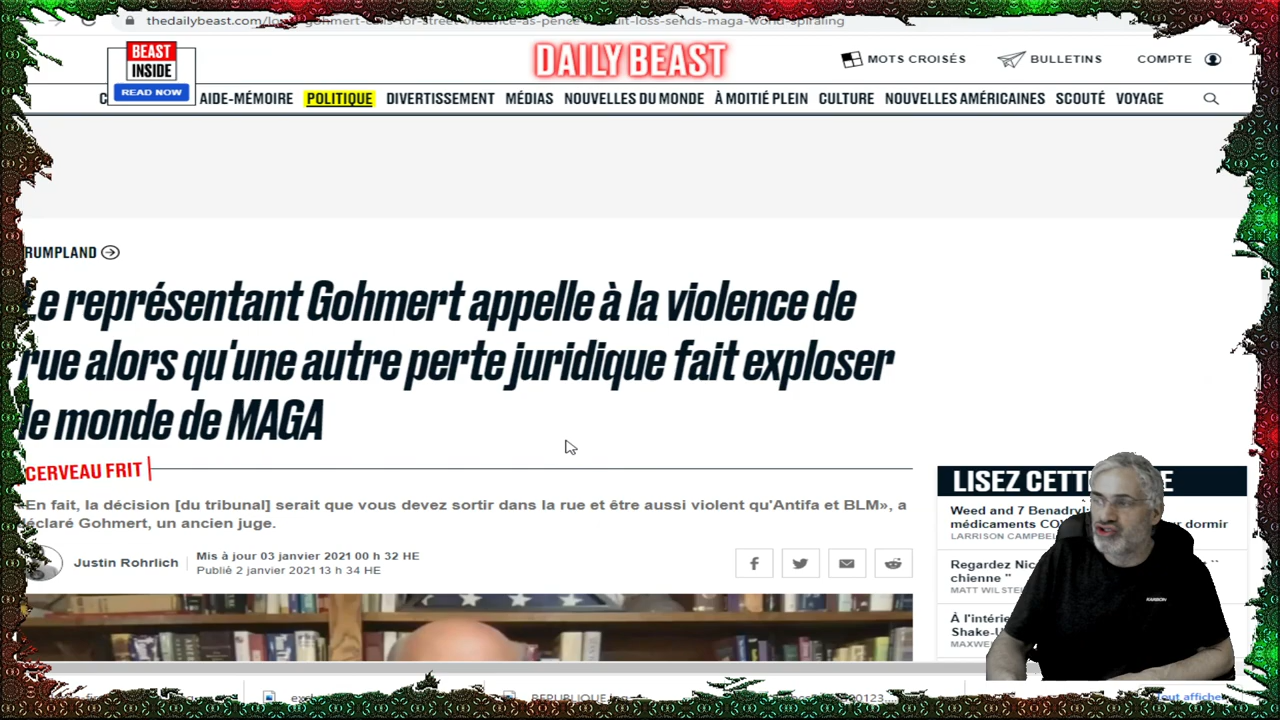 thedailybeast.com/
BEAST
INSIDE
READ NOW
DAILY BEAST
MOTS CROISÉS
BULLETINS
COMPTE
AIDE-MÉMOIRE POLITIQUE DIVERTISSEMENT MÉDIAS NOUVELLES DU MONDE À MOITIÉ PLEIN CULTURE NOUVELLES AMÉRICAINES SCOUTÉ VOYAGE
RUMPLAND
Le représentant Gohmert appelle à la violence de
rue alors qu'une autre perte juridique fait exploser
le monde de MAGA
CERVEAU FRIT
En fait, la décision [du tribunal] serait que vous devez sortir dans la rue et être aussi violent qu'Antifa et BLM», a
déclaré Gohmert, un ancien juge.
Justin Rohrlich
Mis à jour 03 janvier 2021 00 h 32 HE
Publié 2 janvier 2021 13 h 34 HE
LISEZ
Weed and 7 Benadryl:
médicaments dormir
LARRISON
Regardez
chienne "
MATT
À
Shake-
RÉPUBLIQUE